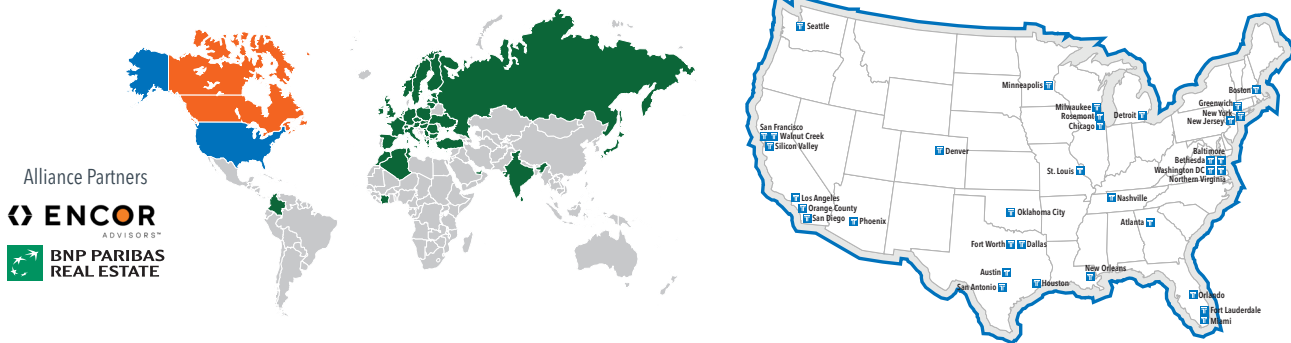 Alliance Partners
ENCOR
ADVISORS™
BNP PARIBAS
REAL ESTATE
Seattle
Minneapolis
Milwaukee
Rosemont
Chicago
Detroit
Boston
Greenwich
New York
New Jersey
San Francisco
Walnut Creek
Silicon Valley
Denver
St. Louis
Baltimore
Bethesda
Washington DC
Northern Virginia
Los Angeles
Orange County
San Diego
Phoenix
Oklahoma City
Nashville
Atlanta
Fort Worth
Dallas
Austin
San Antonio
Houston
New Orleans
Orlando
Fort Lauderdale
Miami